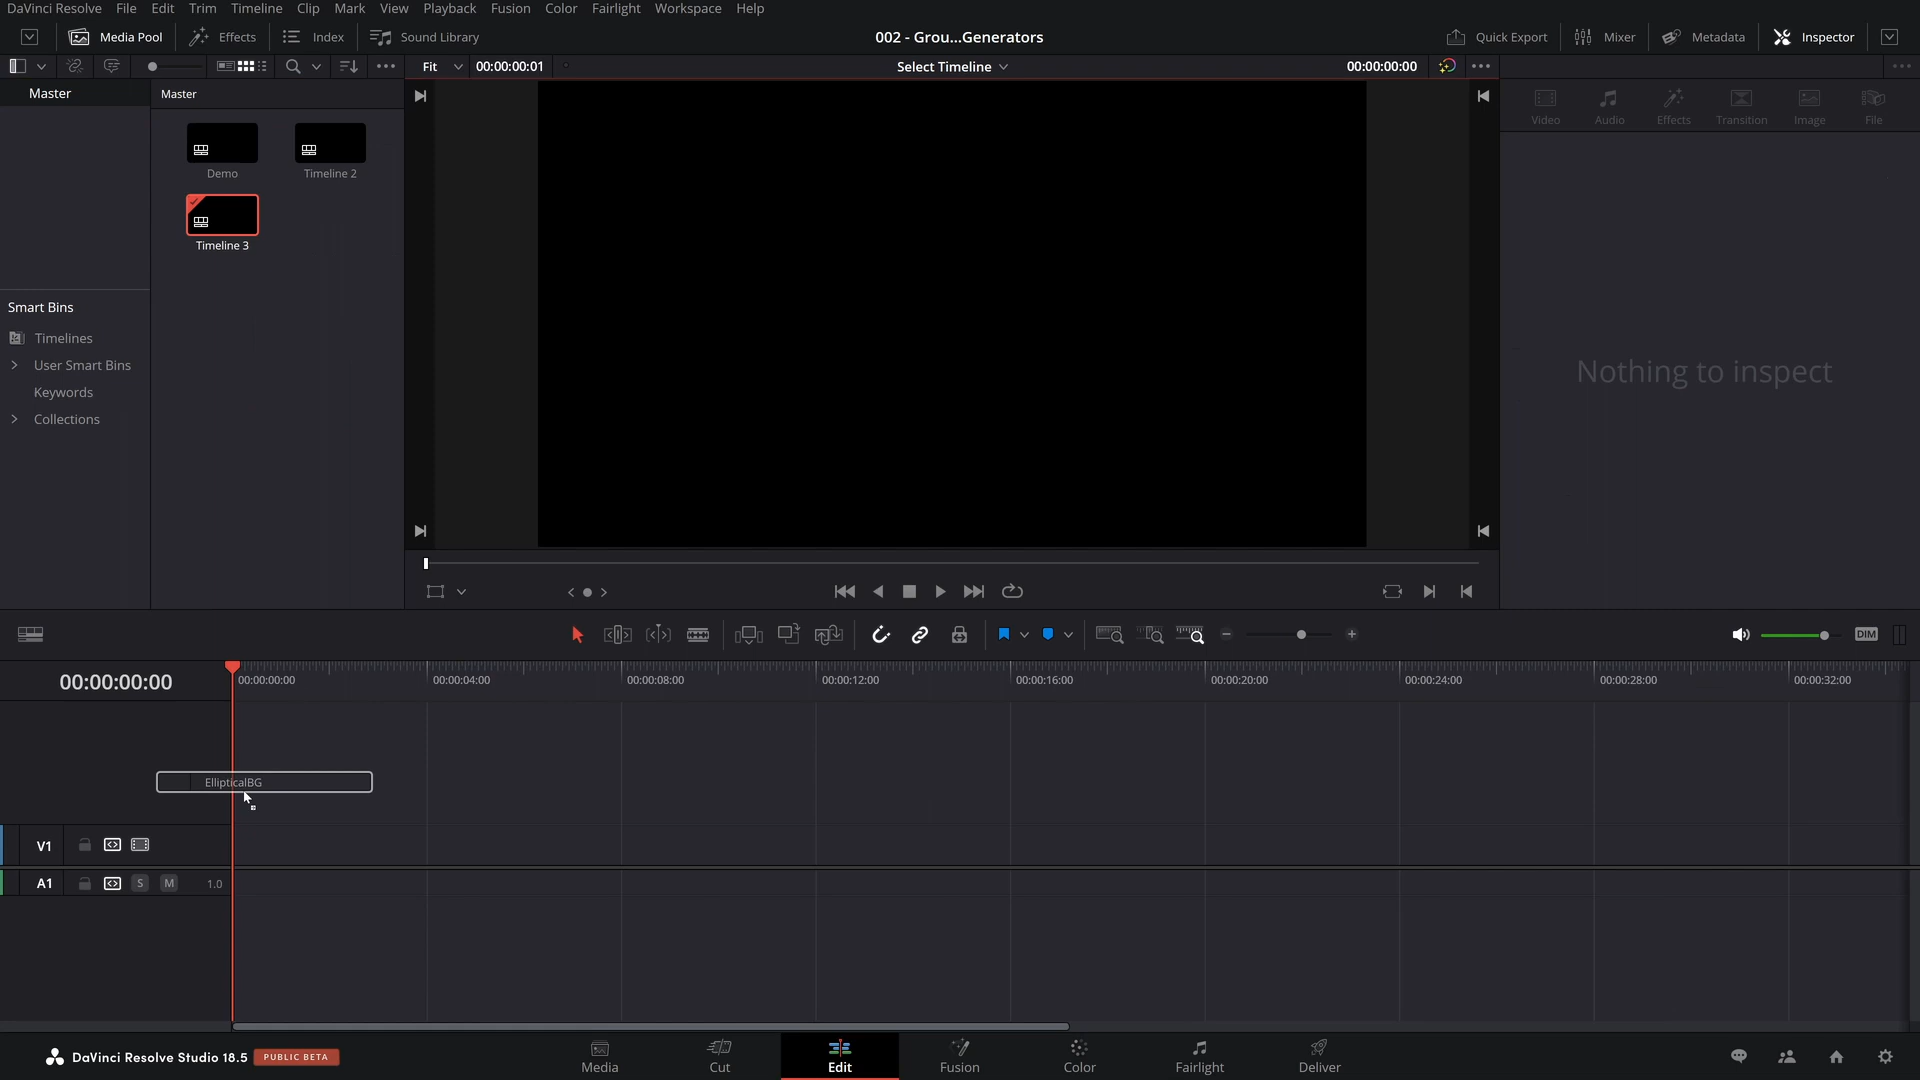 DaVinci Resolve File Edit Trim Timeline Clip Mark View Playback Fusion Color Fairlight Workspace Help
Media Pool Effects Index Sound Library 002 - Grou...Generators Quick Export Mixer Metadata Inspector
Fit 00:00:00:01 Select Timeline 00:00:00:00
Master Master
Video Audio Effects Transition Image File
Demo Timeline 2
Timeline 3
Smart Bins
Timelines
User Smart Bins
Keywords
Collections
Nothing to inspect
DIM
00:00:00:00 00:00:00:00 00:00:04:00 00:00:08:00 00:00:12:00 00:00:16:00 00:00:20:00 00:00:24:00 00:00:28:00 00:00:32:00
EllipticalBG
V1
A1 S M 1.0
DaVinci Resolve Studio 18.5 PUBLIC BETA Media Cut Edit Fusion Color Fairlight Deliver